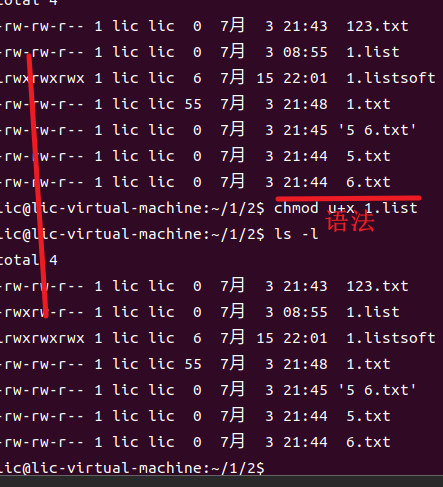 total 4
-rw-rw-r-- 1 lic lic  0  7月   3 21:43  123.txt
-rw-rw-r-- 1 lic lic  0  7月   3 08:55  1.list
lrwxrwxrwx 1 lic lic  6  7月  15 22:01  1.listsoft
-rw-rw-r-- 1 lic lic 55  7月   3 21:48  1.txt
-rw-rw-r-- 1 lic lic  0  7月   3 21:45 '5 6.txt'
-rw-rw-r-- 1 lic lic  0  7月   3 21:44  5.txt
-rw-rw-r-- 1 lic lic  0  7月   3 21:44  6.txt
lic@lic-virtual-machine:~/1/2$ chmod u+x 1.list
语法
lic@lic-virtual-machine:~/1/2$ ls -l
total 4
-rw-rw-r-- 1 lic lic  0  7月   3 21:43  123.txt
-rwxrw-r-- 1 lic lic  0  7月   3 08:55  1.list
lrwxrwxrwx 1 lic lic  6  7月  15 22:01  1.listsoft
-rw-rw-r-- 1 lic lic 55  7月   3 21:48  1.txt
-rw-rw-r-- 1 lic lic  0  7月   3 21:45 '5 6.txt'
-rw-rw-r-- 1 lic lic  0  7月   3 21:44  5.txt
-rw-rw-r-- 1 lic lic  0  7月   3 21:44  6.txt
lic@lic-virtual-machine:~/1/2$